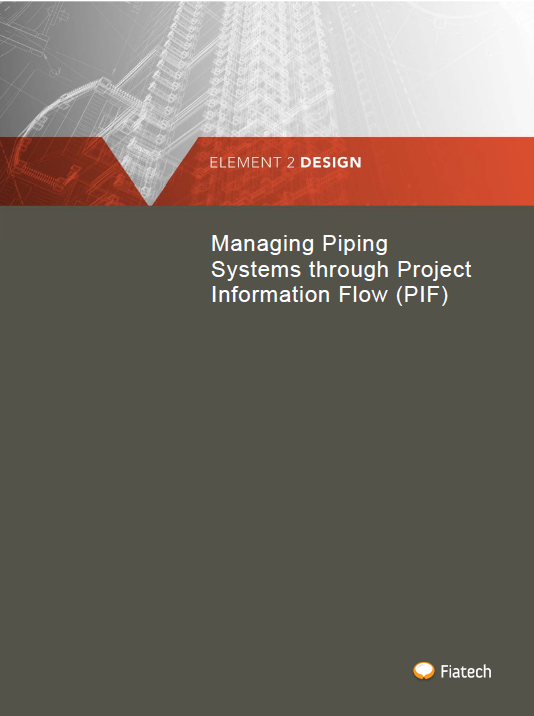 ELEMENT 2 DESIGN
Managing Piping
Systems through Project
Information Flow (PIF)
Fiatech